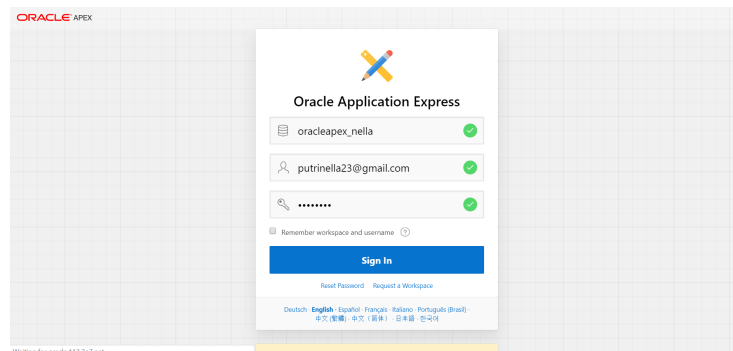 ORACLE APEX
Oracle Application Express
oracleapex_nella
putrinella23@gmail.com
••••••••
Remember workspace and username ?
Sign In
Reset Password Request a Workspace
Deutsch · English · Español · Français · Italiano · Português (Brasil) ·
中文 (繁體) · 中文 (简体) · 日本語 · 한국어